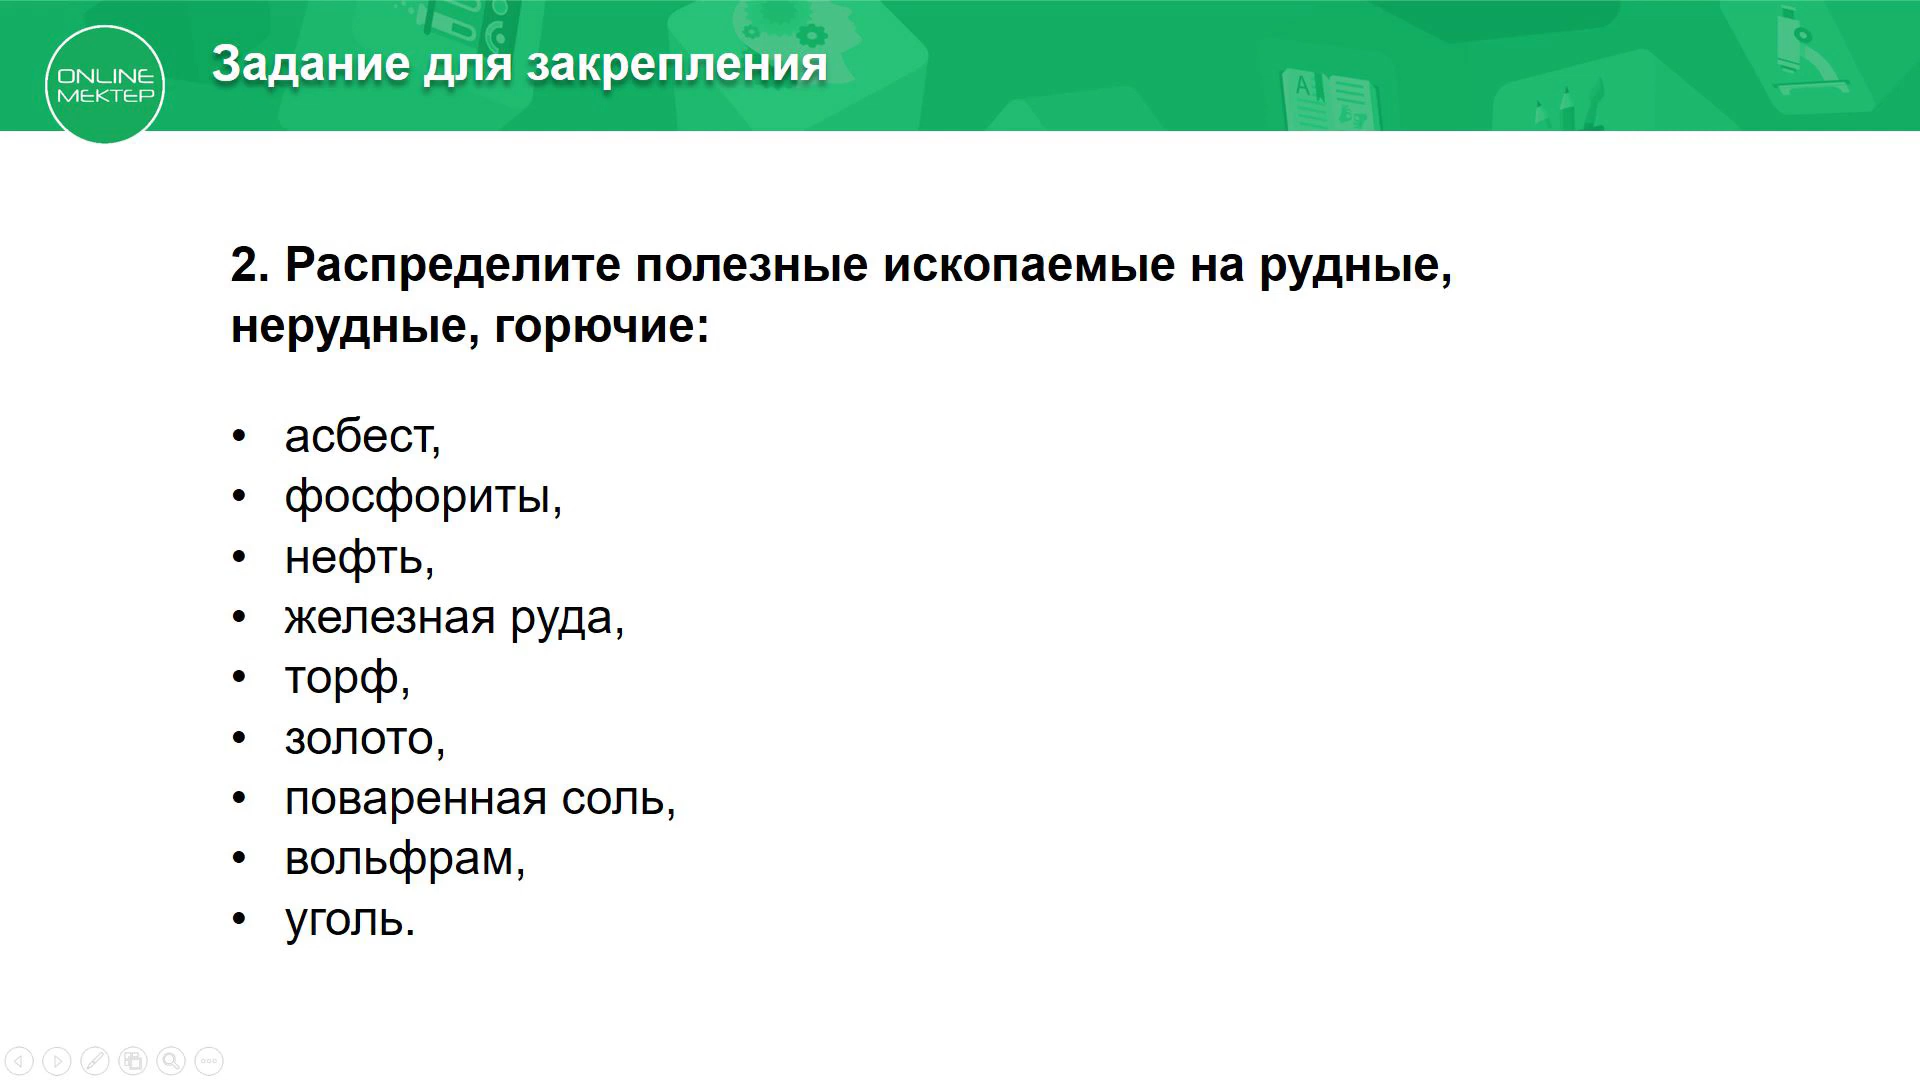 Задание для закрепления
ONLINE
MEKTEP
2. Распределите полезные ископаемые на рудные,
нерудные, горючие:
• асбест,
• фосфориты,
• нефть,
• железная руда,
• торф,
• золото,
• поваренная соль,
• вольфрам,
• уголь.